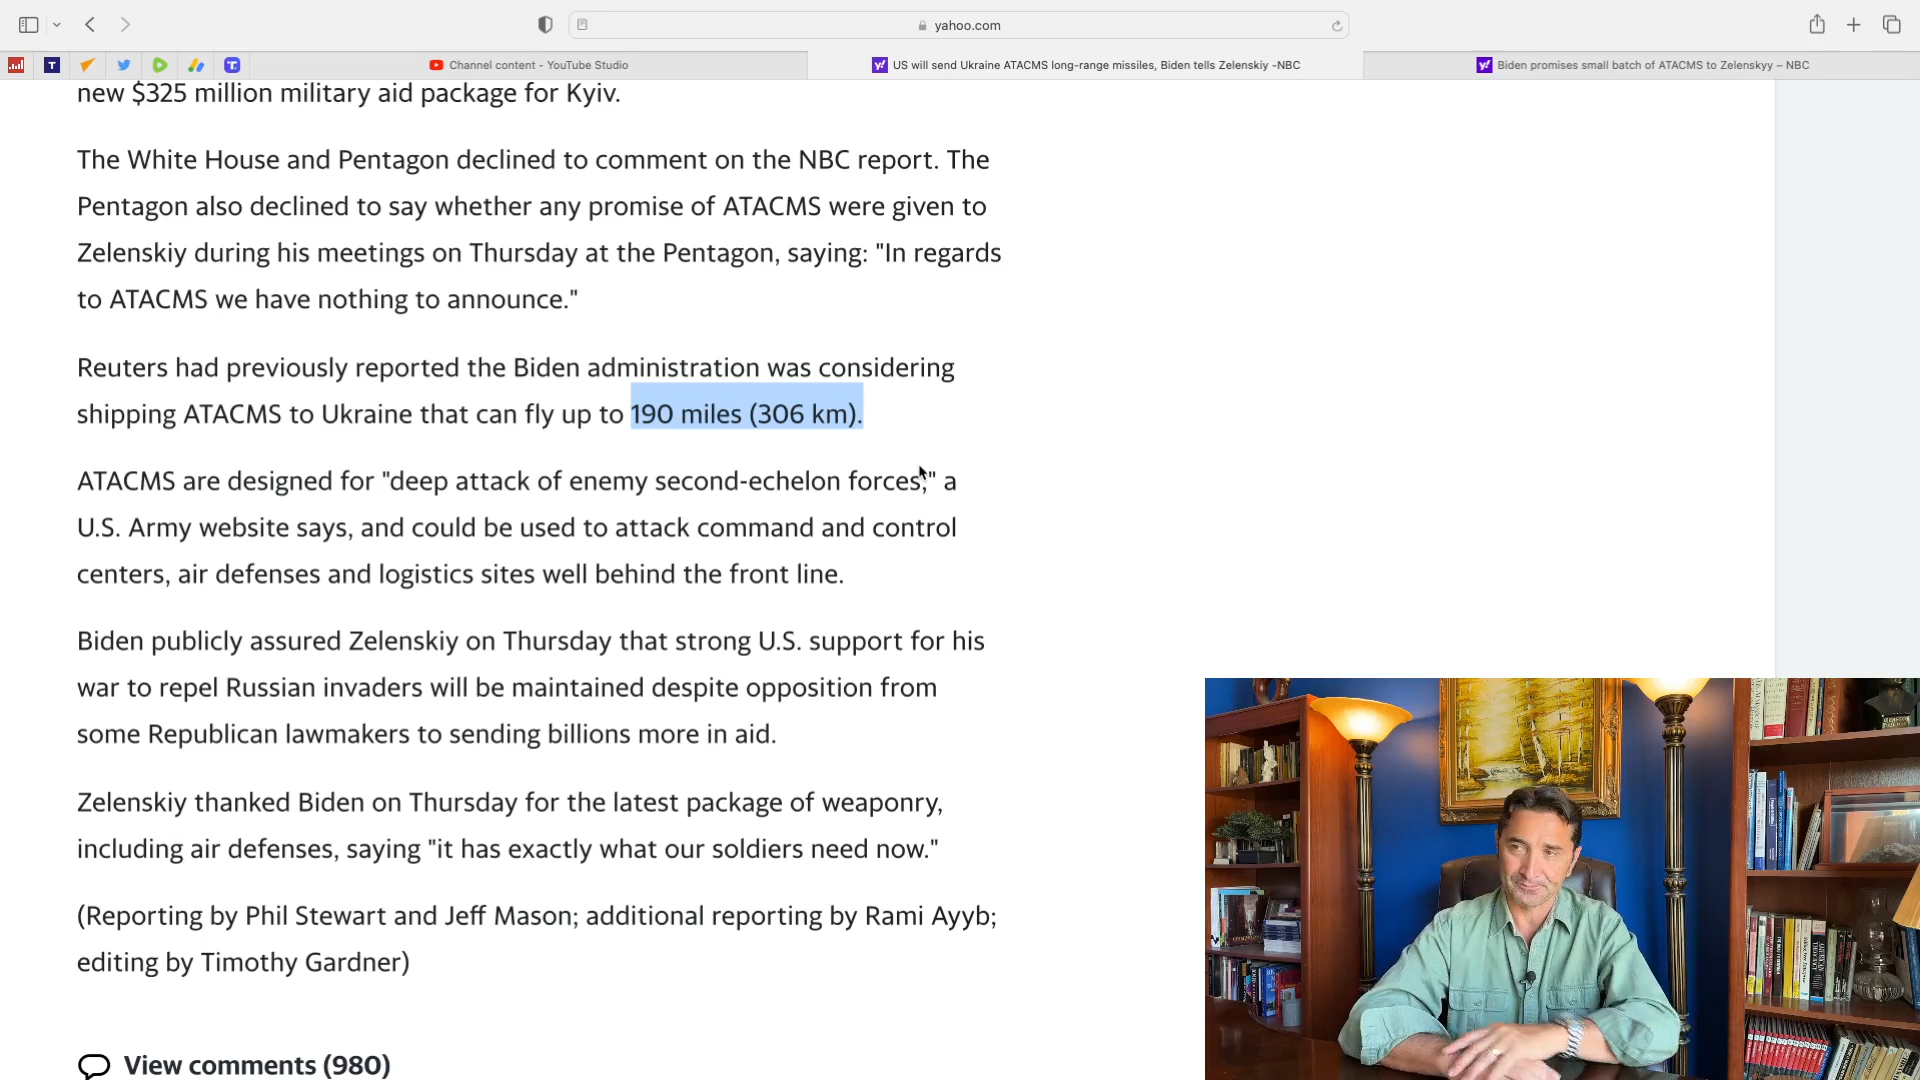 yahoo.com
Channel content - YouTube Studio
US will send Ukraine ATACMS long-range missiles, Biden tells Zelenskiy -NBC
Biden promises small batch of ATACMS to Zelenskyy – NBC
new $325 million military aid package for Kyiv.
The White House and Pentagon declined to comment on the NBC report. The
Pentagon also declined to say whether any promise of ATACMS were given to
Zelenskiy during his meetings on Thursday at the Pentagon, saying: "In regards
to ATACMS we have nothing to announce."
Reuters had previously reported the Biden administration was considering
shipping ATACMS to Ukraine that can fly up to 190 miles (306 km).
ATACMS are designed for "deep attack of enemy second-echelon forces," a
U.S. Army website says, and could be used to attack command and control
centers, air defenses and logistics sites well behind the front line.
Biden publicly assured Zelenskiy on Thursday that strong U.S. support for his
war to repel Russian invaders will be maintained despite opposition from
some Republican lawmakers to sending billions more in aid.
Zelenskiy thanked Biden on Thursday for the latest package of weaponry,
including air defenses, saying "it has exactly what our soldiers need now."
(Reporting by Phil Stewart and Jeff Mason; additional reporting by Rami Ayyb;
editing by Timothy Gardner)
View comments (980)